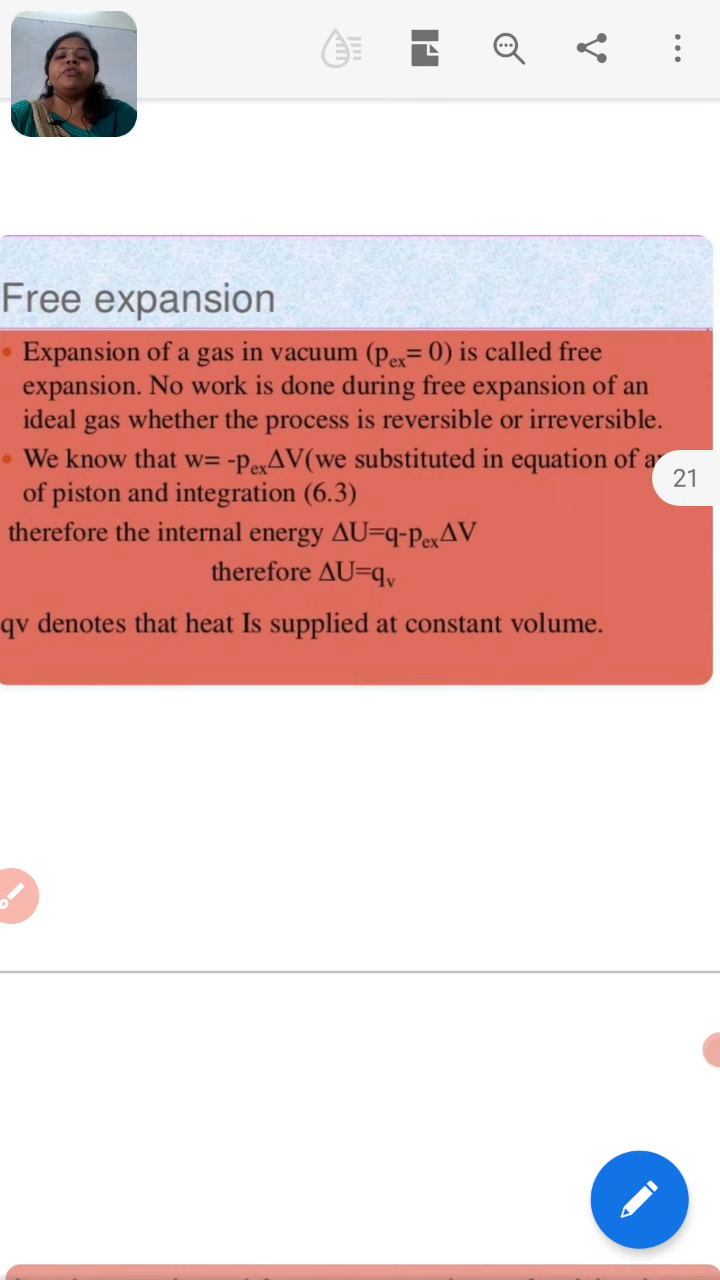 Free expansion
Expansion of a gas in vacuum (pex= 0) is called free
expansion. No work is done during free expansion of an
ideal gas whether the process is reversible or irreversible.
We know that w= -pexΔV(we substituted in equation of
of piston and integration (6.3)
21
therefore the internal energy ΔU=q-pexΔV
therefore ΔU=qv
qv denotes that heat Is supplied at constant volume.